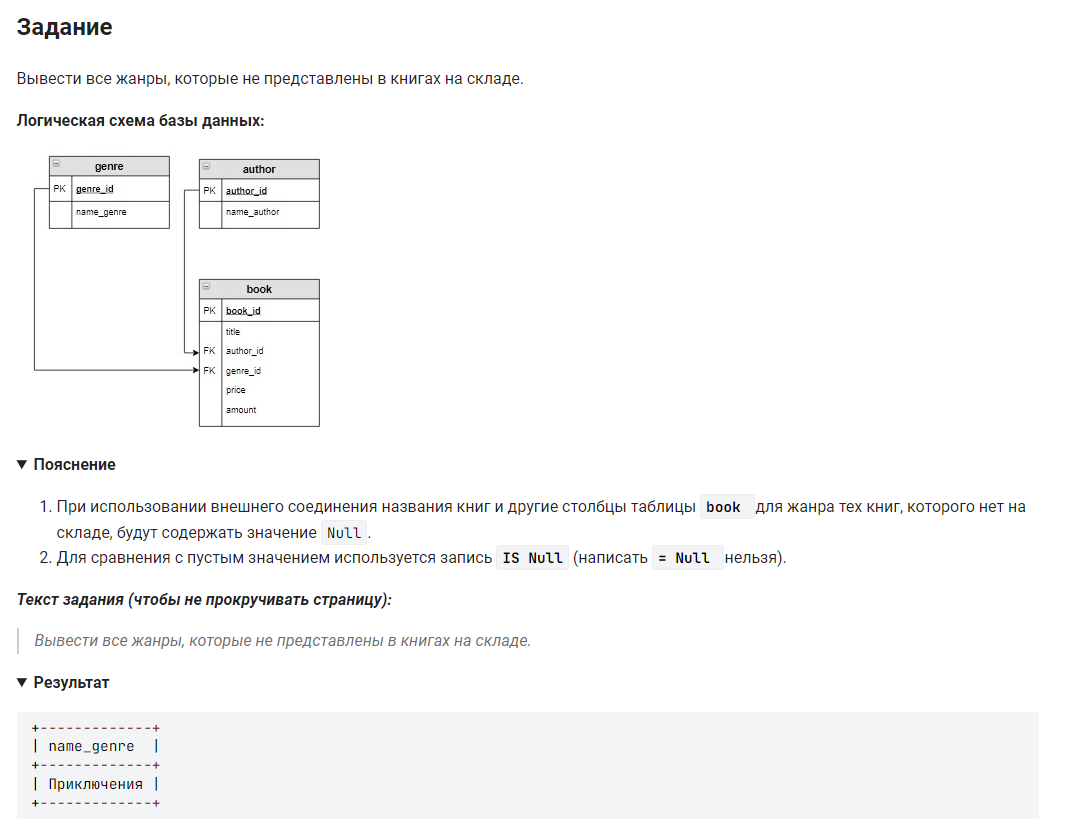 Задание
Вывести все жанры, которые не представлены в книгах на складе.
Логическая схема базы данных:
genre
PK genre_id
name_genre
author
PK author_id
name_author
book
PK book_id
title
FK author_id
FK genre_id
price
amount
▼ Пояснение
1. При использовании внешнего соединения названия книг и другие столбцы таблицы book для жанра тех книг, которого нет на
складе, будут содержать значение Null.
2. Для сравнения с пустым значением используется запись IS Null (написать = Null нельзя).
Текст задания (чтобы не прокручивать страницу):
Вывести все жанры, которые не представлены в книгах на складе.
▼ Результат
+-------------+
| name_genre  |
+-------------+
| Приключения |
+-------------+